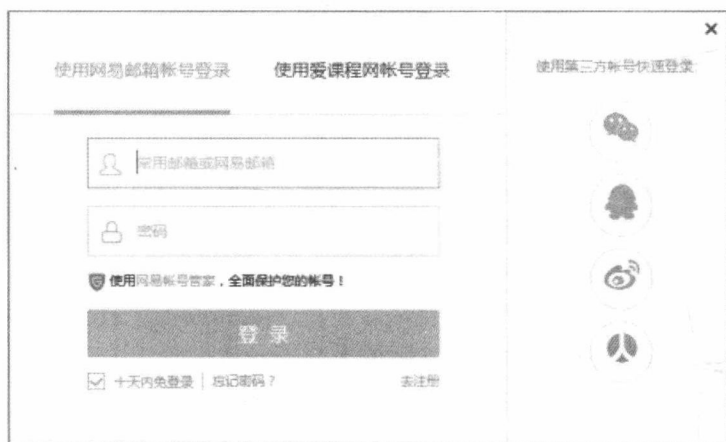 ×
使用网易邮箱帐号登录
使用爱课程网帐号登录
使用第三方帐号快速登录
常用邮箱或网易邮箱
密码
使用网易帐号管家，全面保护您的帐号！
登 录
十天内免登录 | 忘记密码？
去注册